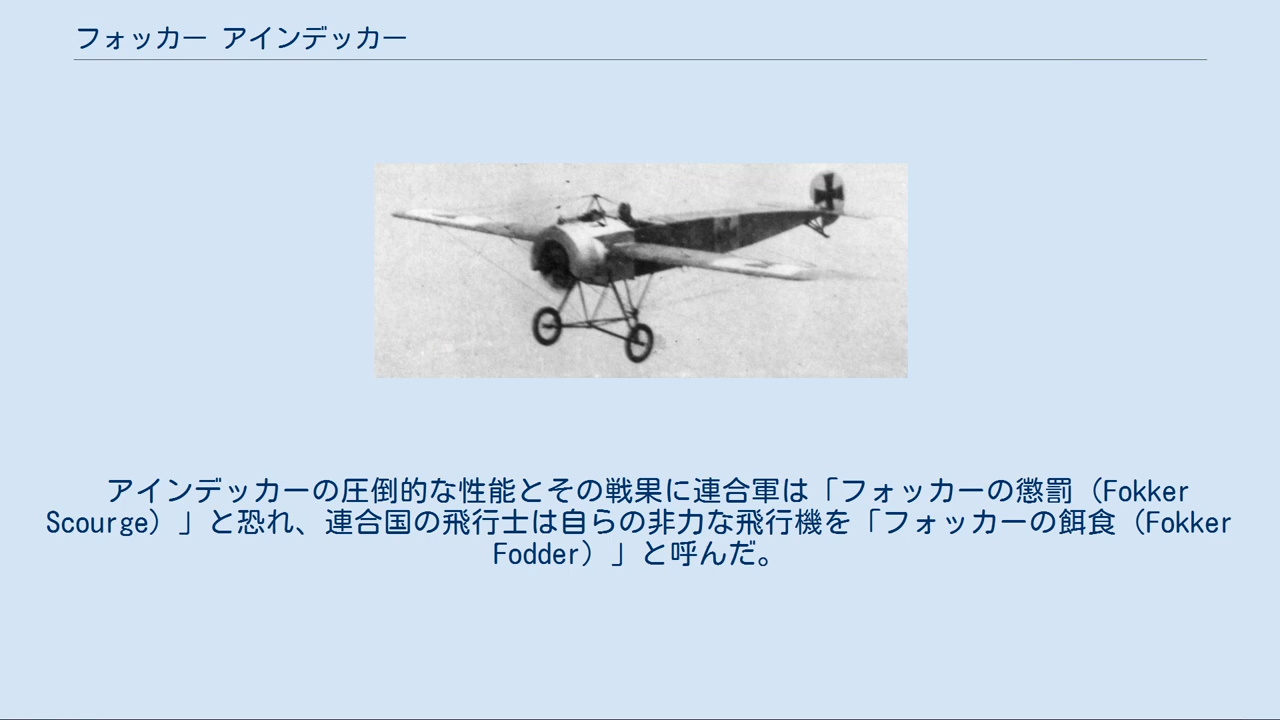 フォッカー アインデッカー
アインデッカーの圧倒的な性能とその戦果に連合軍は「フォッカーの懲罰（Fokker
Scourge）」と恐れ、連合国の飛行士は自らの非力な飛行機を「フォッカーの餌食（Fokker
Fodder）」と呼んだ。